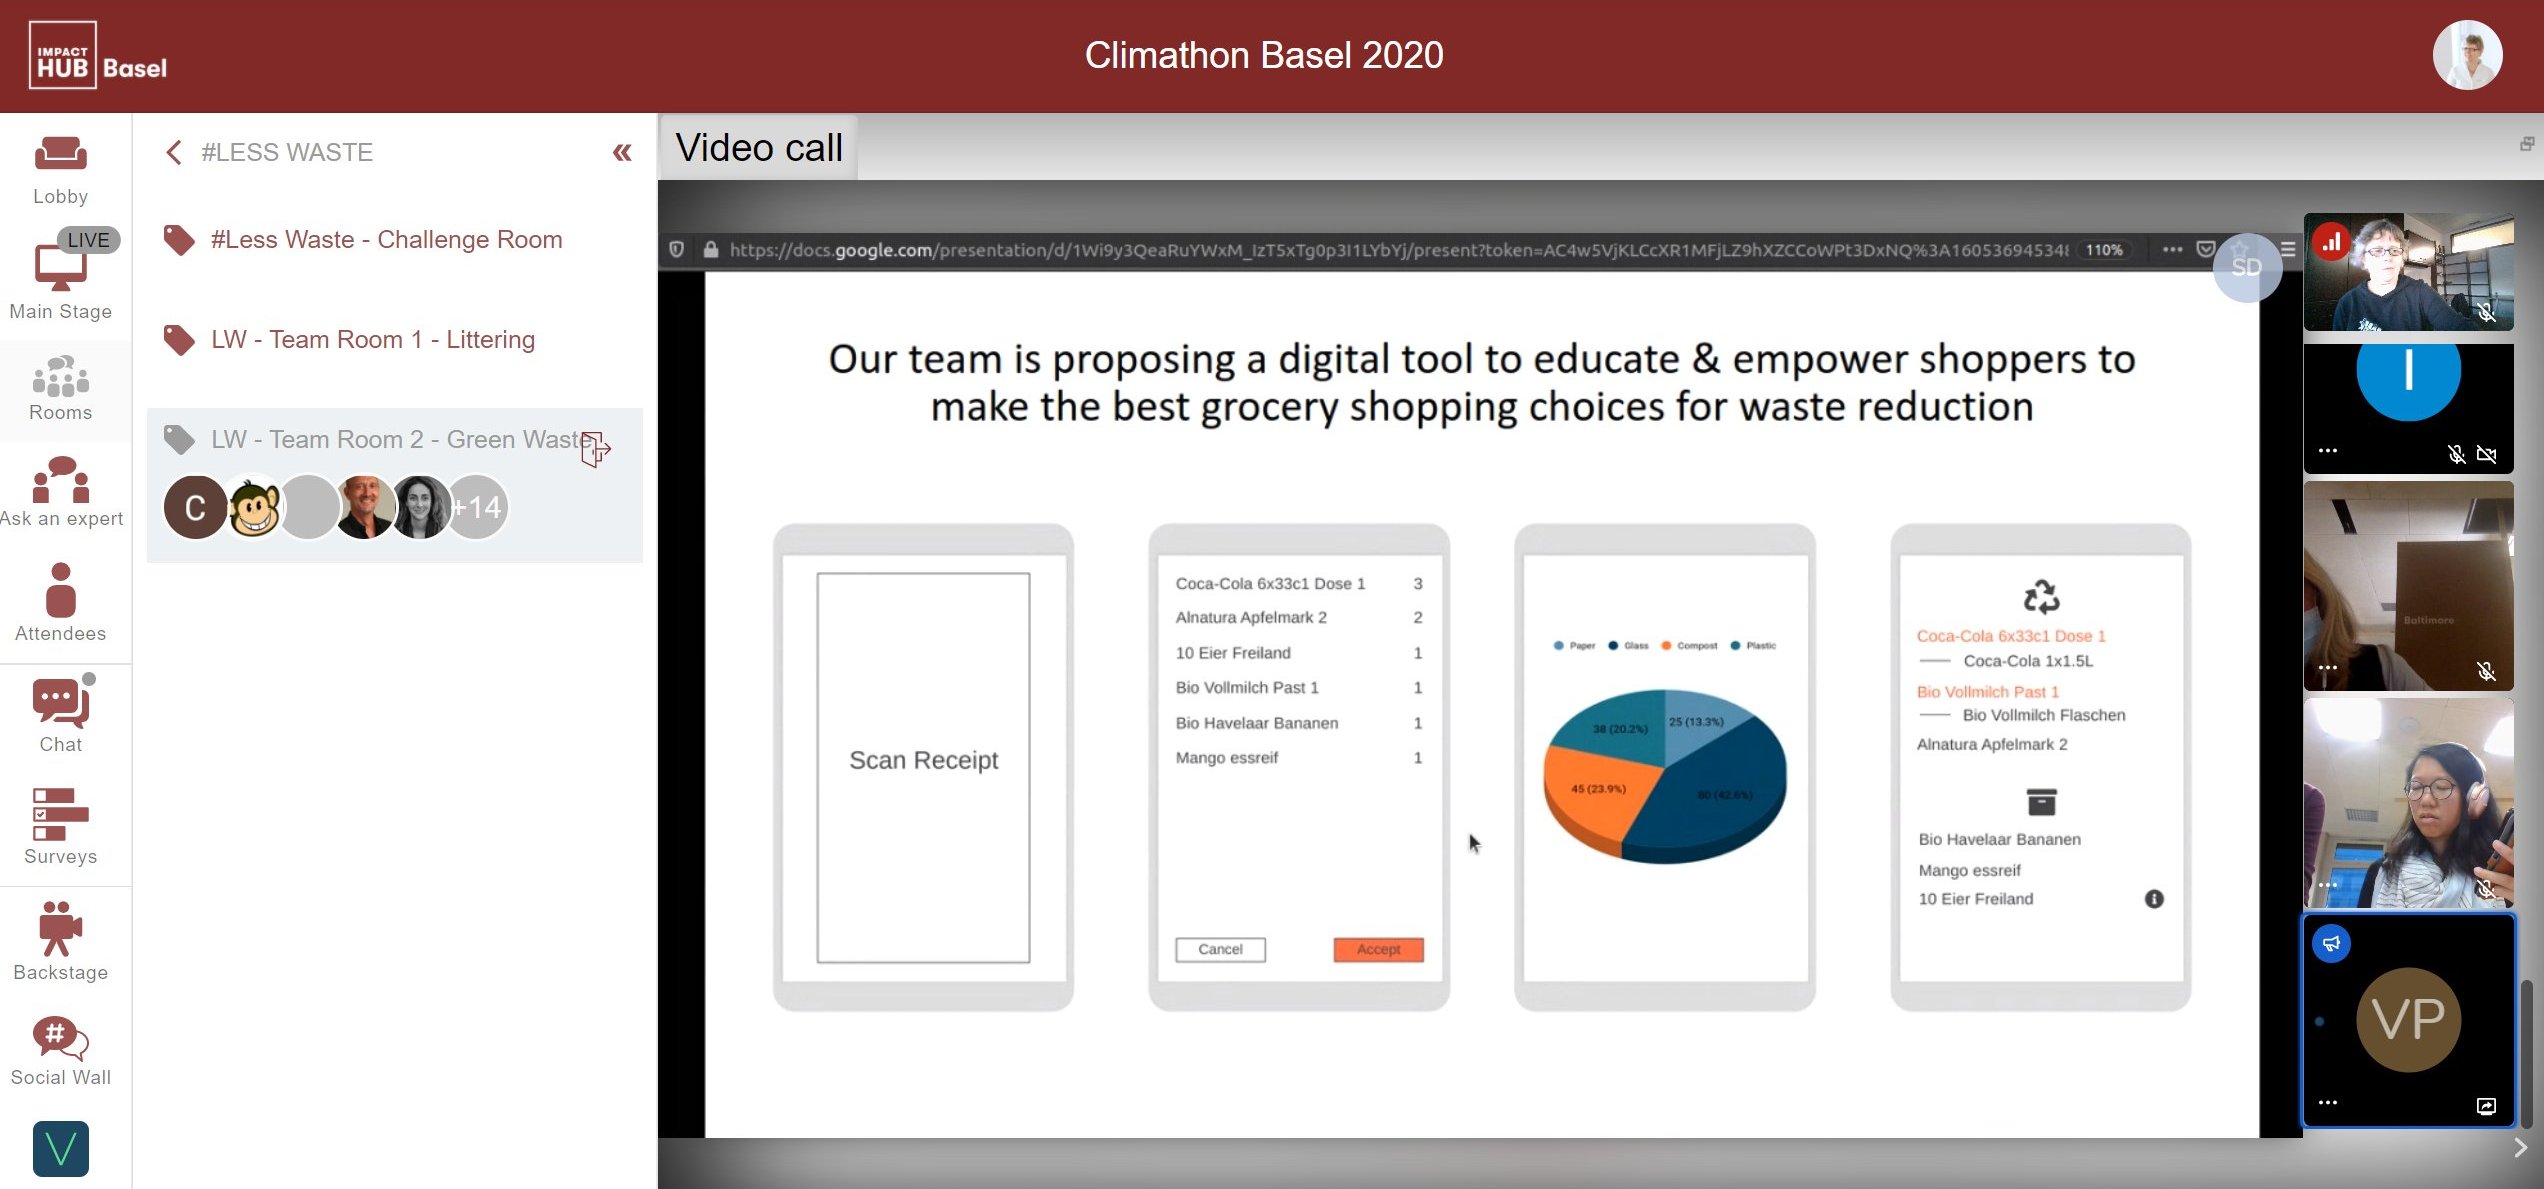 IMPACT
HUB Basel
Climathon Basel 2020
Lobby
LIVE
Main Stage
Rooms
Ask an expert
Attendees
Chat
Surveys
Backstage
#
Social Wall
V
#LESS WASTE
#Less Waste - Challenge Room
LW - Team Room 1 - Littering
LW - Team Room 2 - Green Waste
C
+14
Video call
https://docs.google.com/presentation/d/1Wi9y3QeaRuYWxM_IzT5xTg0p3I1LYbYj/present?token=AC4w5VjKLCcXR1MFjLZ9hXZCCoWPt3DxNQ%3A160536945348 110%
SD
Our team is proposing a digital tool to educate & empower shoppers to
make the best grocery shopping choices for waste reduction
Scan Receipt
Coca-Cola 6x33c1 Dose 1 3
Alnatura Apfelmark 2 2
10 Eier Freiland 1
Bio Vollmilch Past 1 1
Bio Havelaar Bananen 1
Mango essreif 1
Cancel Accept
Paper Glass Compost Plastic
38 (20.2%) 25 (13.3%)
45 (23.9%) 80 (42.6%)
Coca-Cola 6x33c1 Dose 1
Coca-Cola 1x1.5L
Bio Vollmilch Past 1
Bio Vollmilch Flaschen
Alnatura Apfelmark 2
Bio Havelaar Bananen
Mango essreif
10 Eier Freiland
I
Baltimore
VP